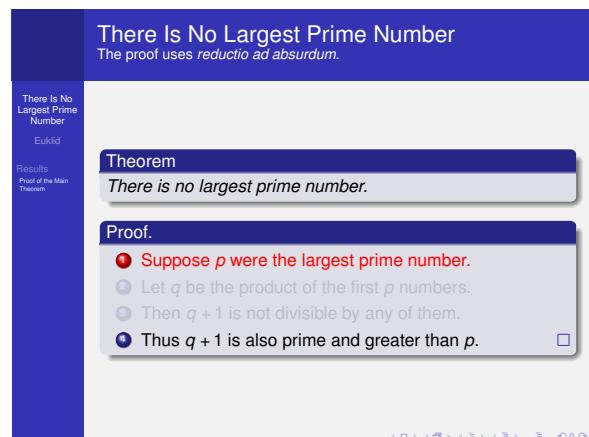 There Is No Largest Prime Number
The proof uses reductio ad absurdum.
There Is No
Largest Prime
Number
Euklid
Results
Proof of the Main
Theorem
Theorem
There is no largest prime number.
Proof.
1 Suppose p were the largest prime number.
2 Let q be the product of the first p numbers.
3 Then q + 1 is not divisible by any of them.
4 Thus q + 1 is also prime and greater than p. □